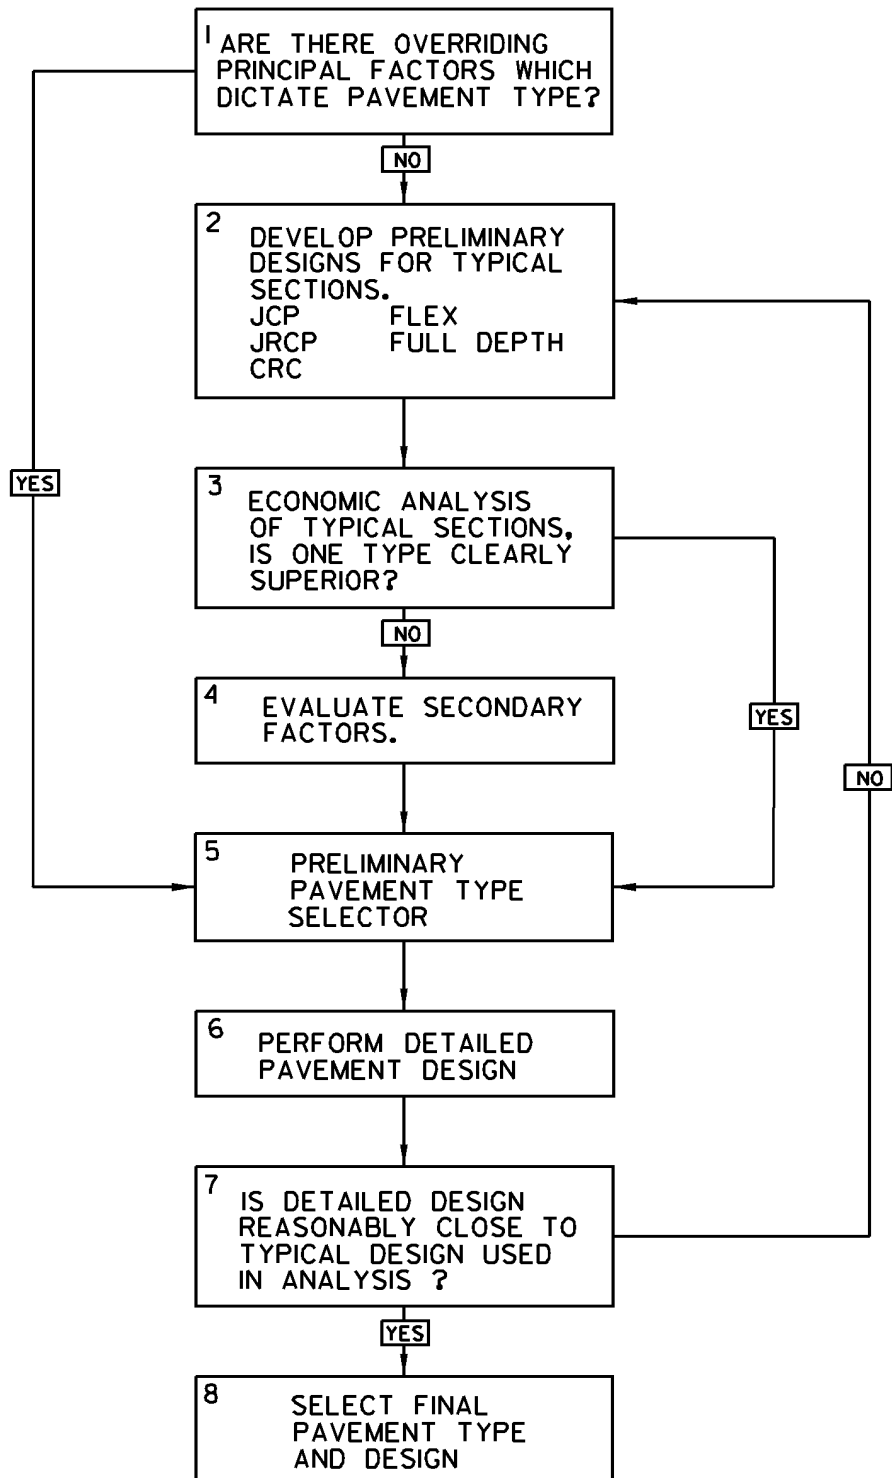 1 ARE THERE OVERRIDING
PRINCIPAL FACTORS WHICH
DICTATE PAVEMENT TYPE?
NO
2
DEVELOP PRELIMINARY
DESIGNS FOR TYPICAL
SECTIONS.
JCP FLEX
JRCP FULL DEPTH
CRC
YES
3
ECONOMIC ANALYSIS
OF TYPICAL SECTIONS,
IS ONE TYPE CLEARLY
SUPERIOR?
NO
4
EVALUATE SECONDARY
FACTORS.
YES
NO
5
PRELIMINARY
PAVEMENT TYPE
SELECTOR
6
PERFORM DETAILED
PAVEMENT DESIGN
7
IS DETAILED DESIGN
REASONABLY CLOSE TO
TYPICAL DESIGN USED
IN ANALYSIS ?
YES
8
SELECT FINAL
PAVEMENT TYPE
AND DESIGN